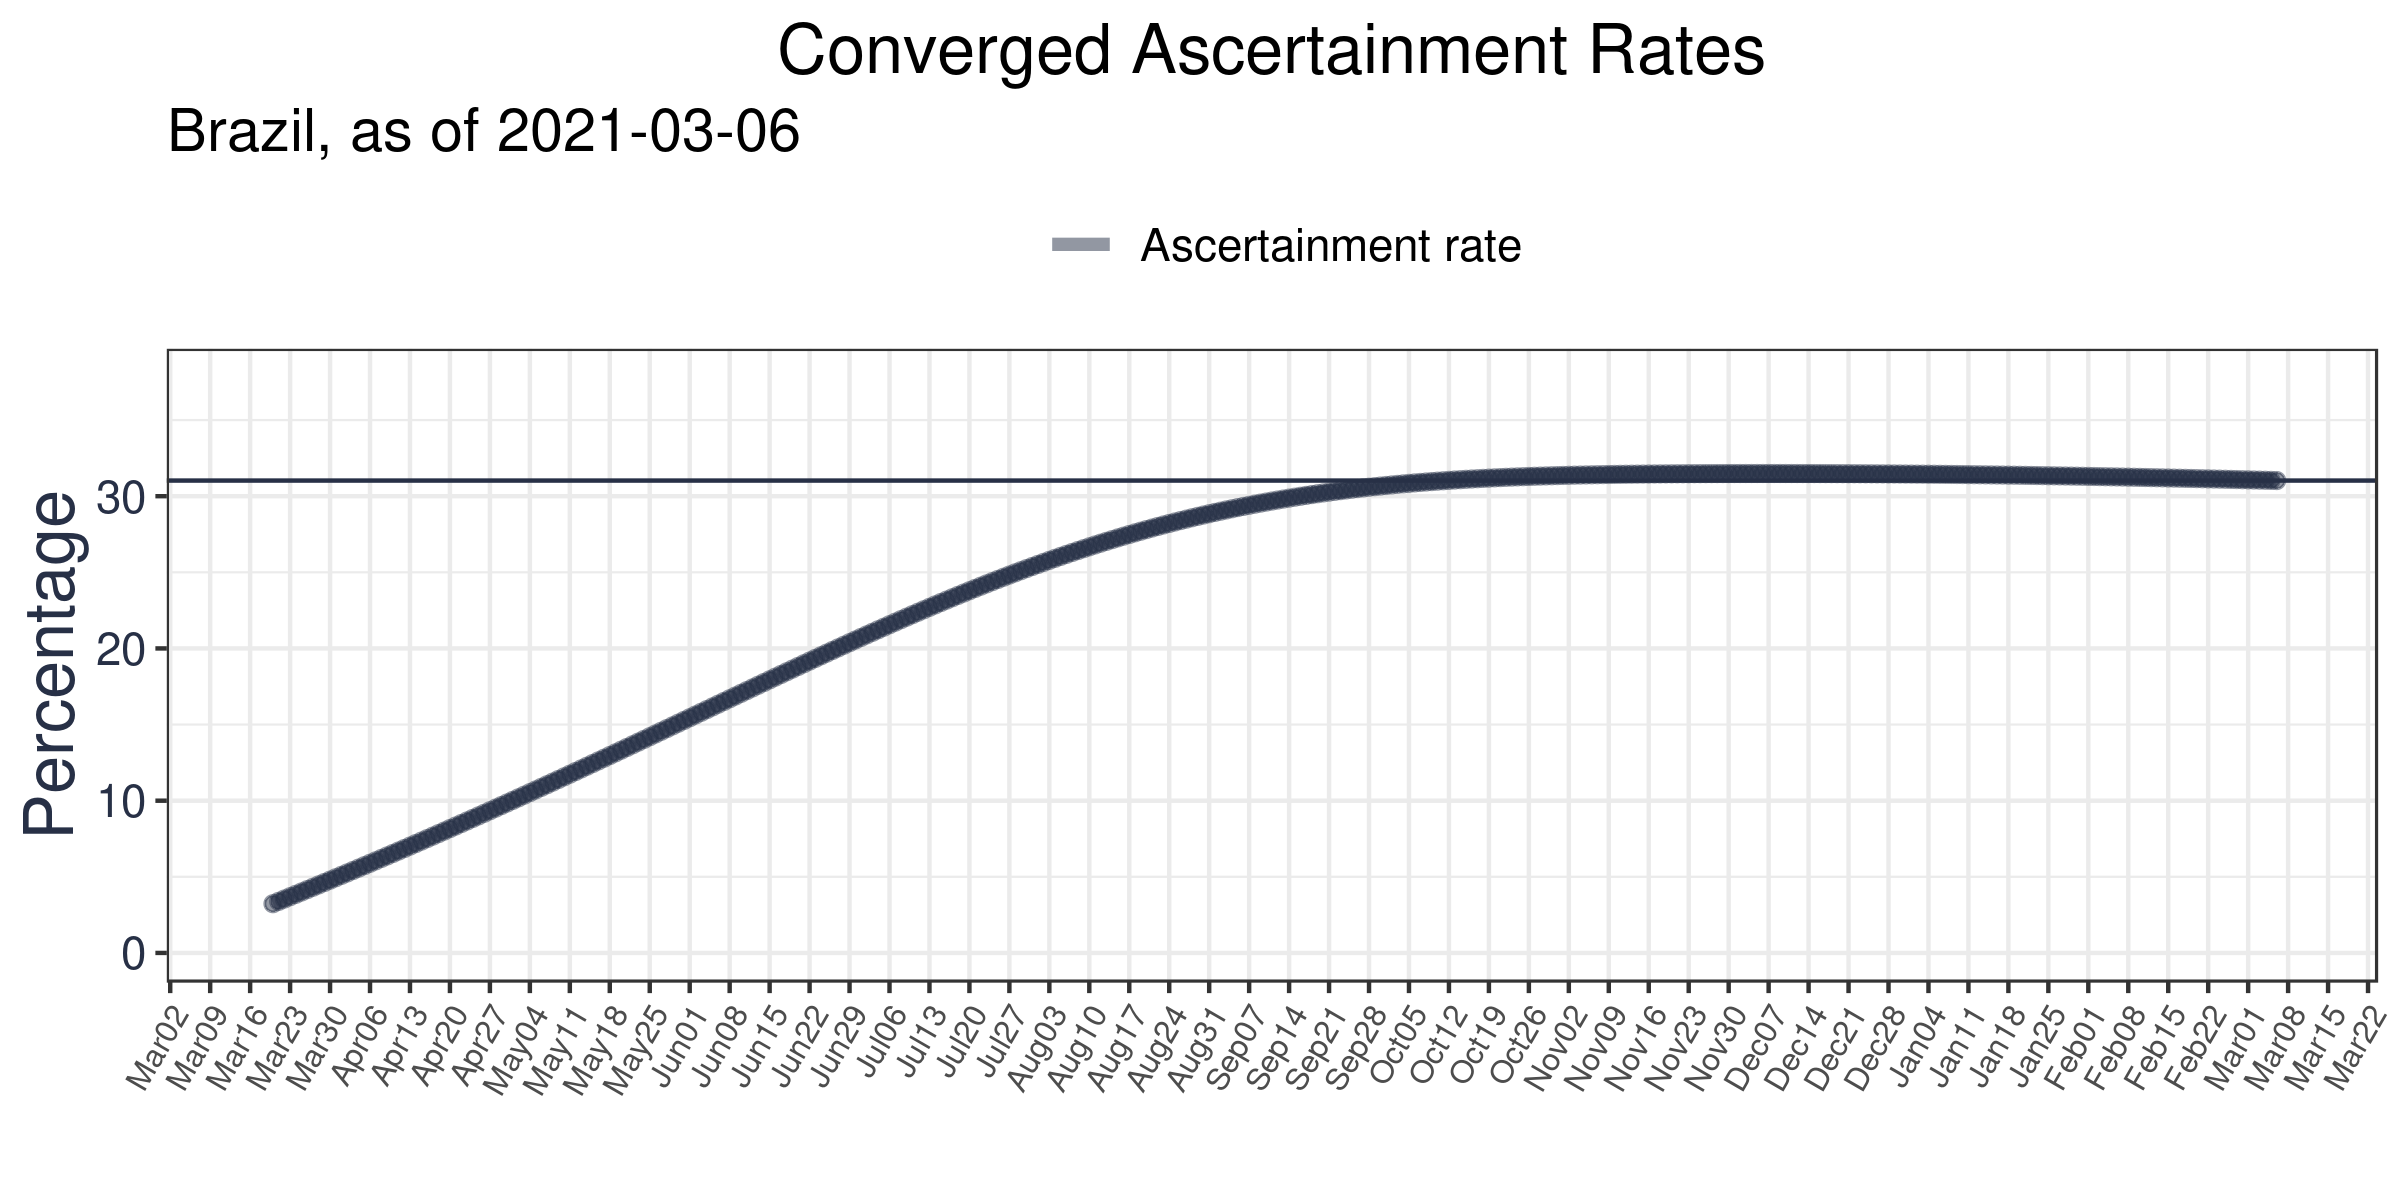 Converged Ascertainment Rates
Brazil, as of 2021-03-06
Ascertainment rate
Percentage
30
20
10
0
Mar02 Mar09 Mar16 Mar23 Mar30 Apr06 Apr13 Apr20 Apr27 May04 May11 May18 May25 Jun01 Jun08 Jun15 Jun22 Jun29 Jul06 Jul13 Jul20 Jul27 Aug03 Aug10 Aug17 Aug24 Aug31 Sep07 Sep14 Sep21 Sep28 Oct05 Oct12 Oct19 Oct26 Nov02 Nov09 Nov16 Nov23 Nov30 Dec07 Dec14 Dec21 Dec28 Jan04 Jan11 Jan18 Jan25 Feb01 Feb08 Feb15 Feb22 Mar01 Mar08 Mar15 Mar22